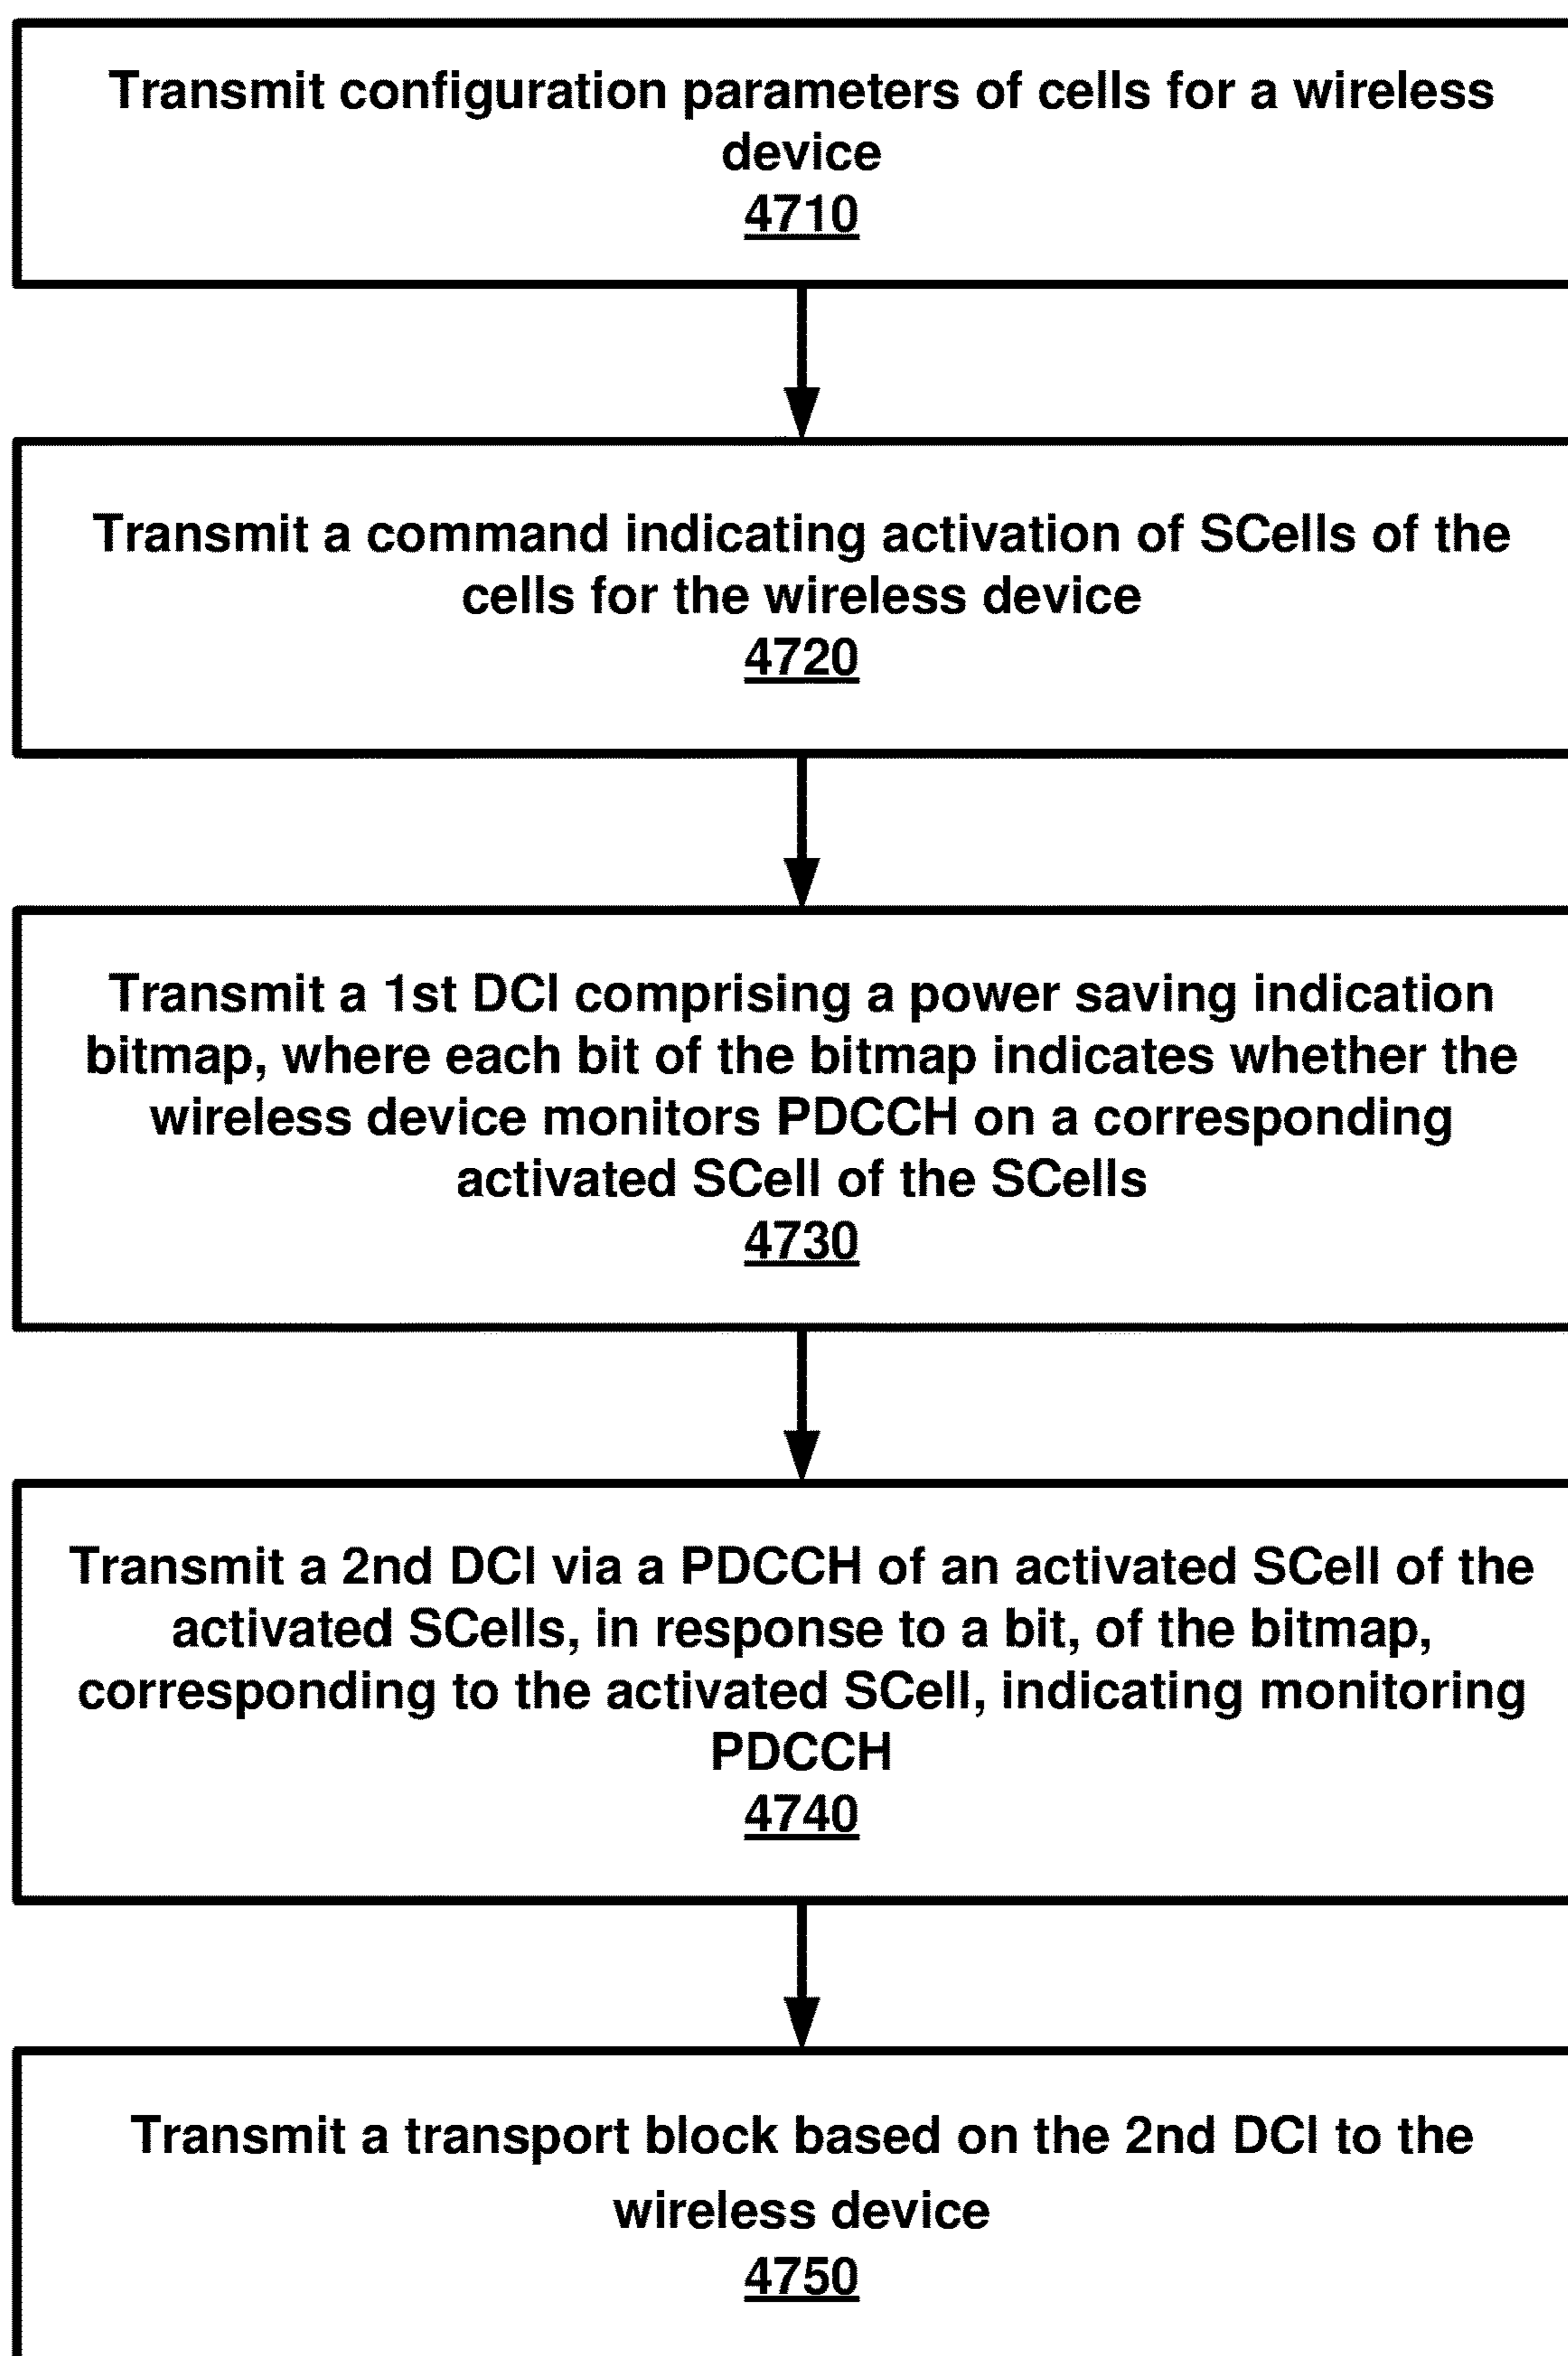 Transmit configuration parameters of cells for a wireless
device
4710
Transmit a command indicating activation of SCells of the
cells for the wireless device
4720
Transmit a 1st DCI comprising a power saving indication
bitmap, where each bit of the bitmap indicates whether the
wireless device monitors PDCCH on a corresponding
activated SCell of the SCells
4730
Transmit a 2nd DCI via a PDCCH of an activated SCell of the
activated SCells, in response to a bit, of the bitmap,
corresponding to the activated SCell, indicating monitoring
PDCCH
4740
Transmit a transport block based on the 2nd DCI to the
wireless device
4750